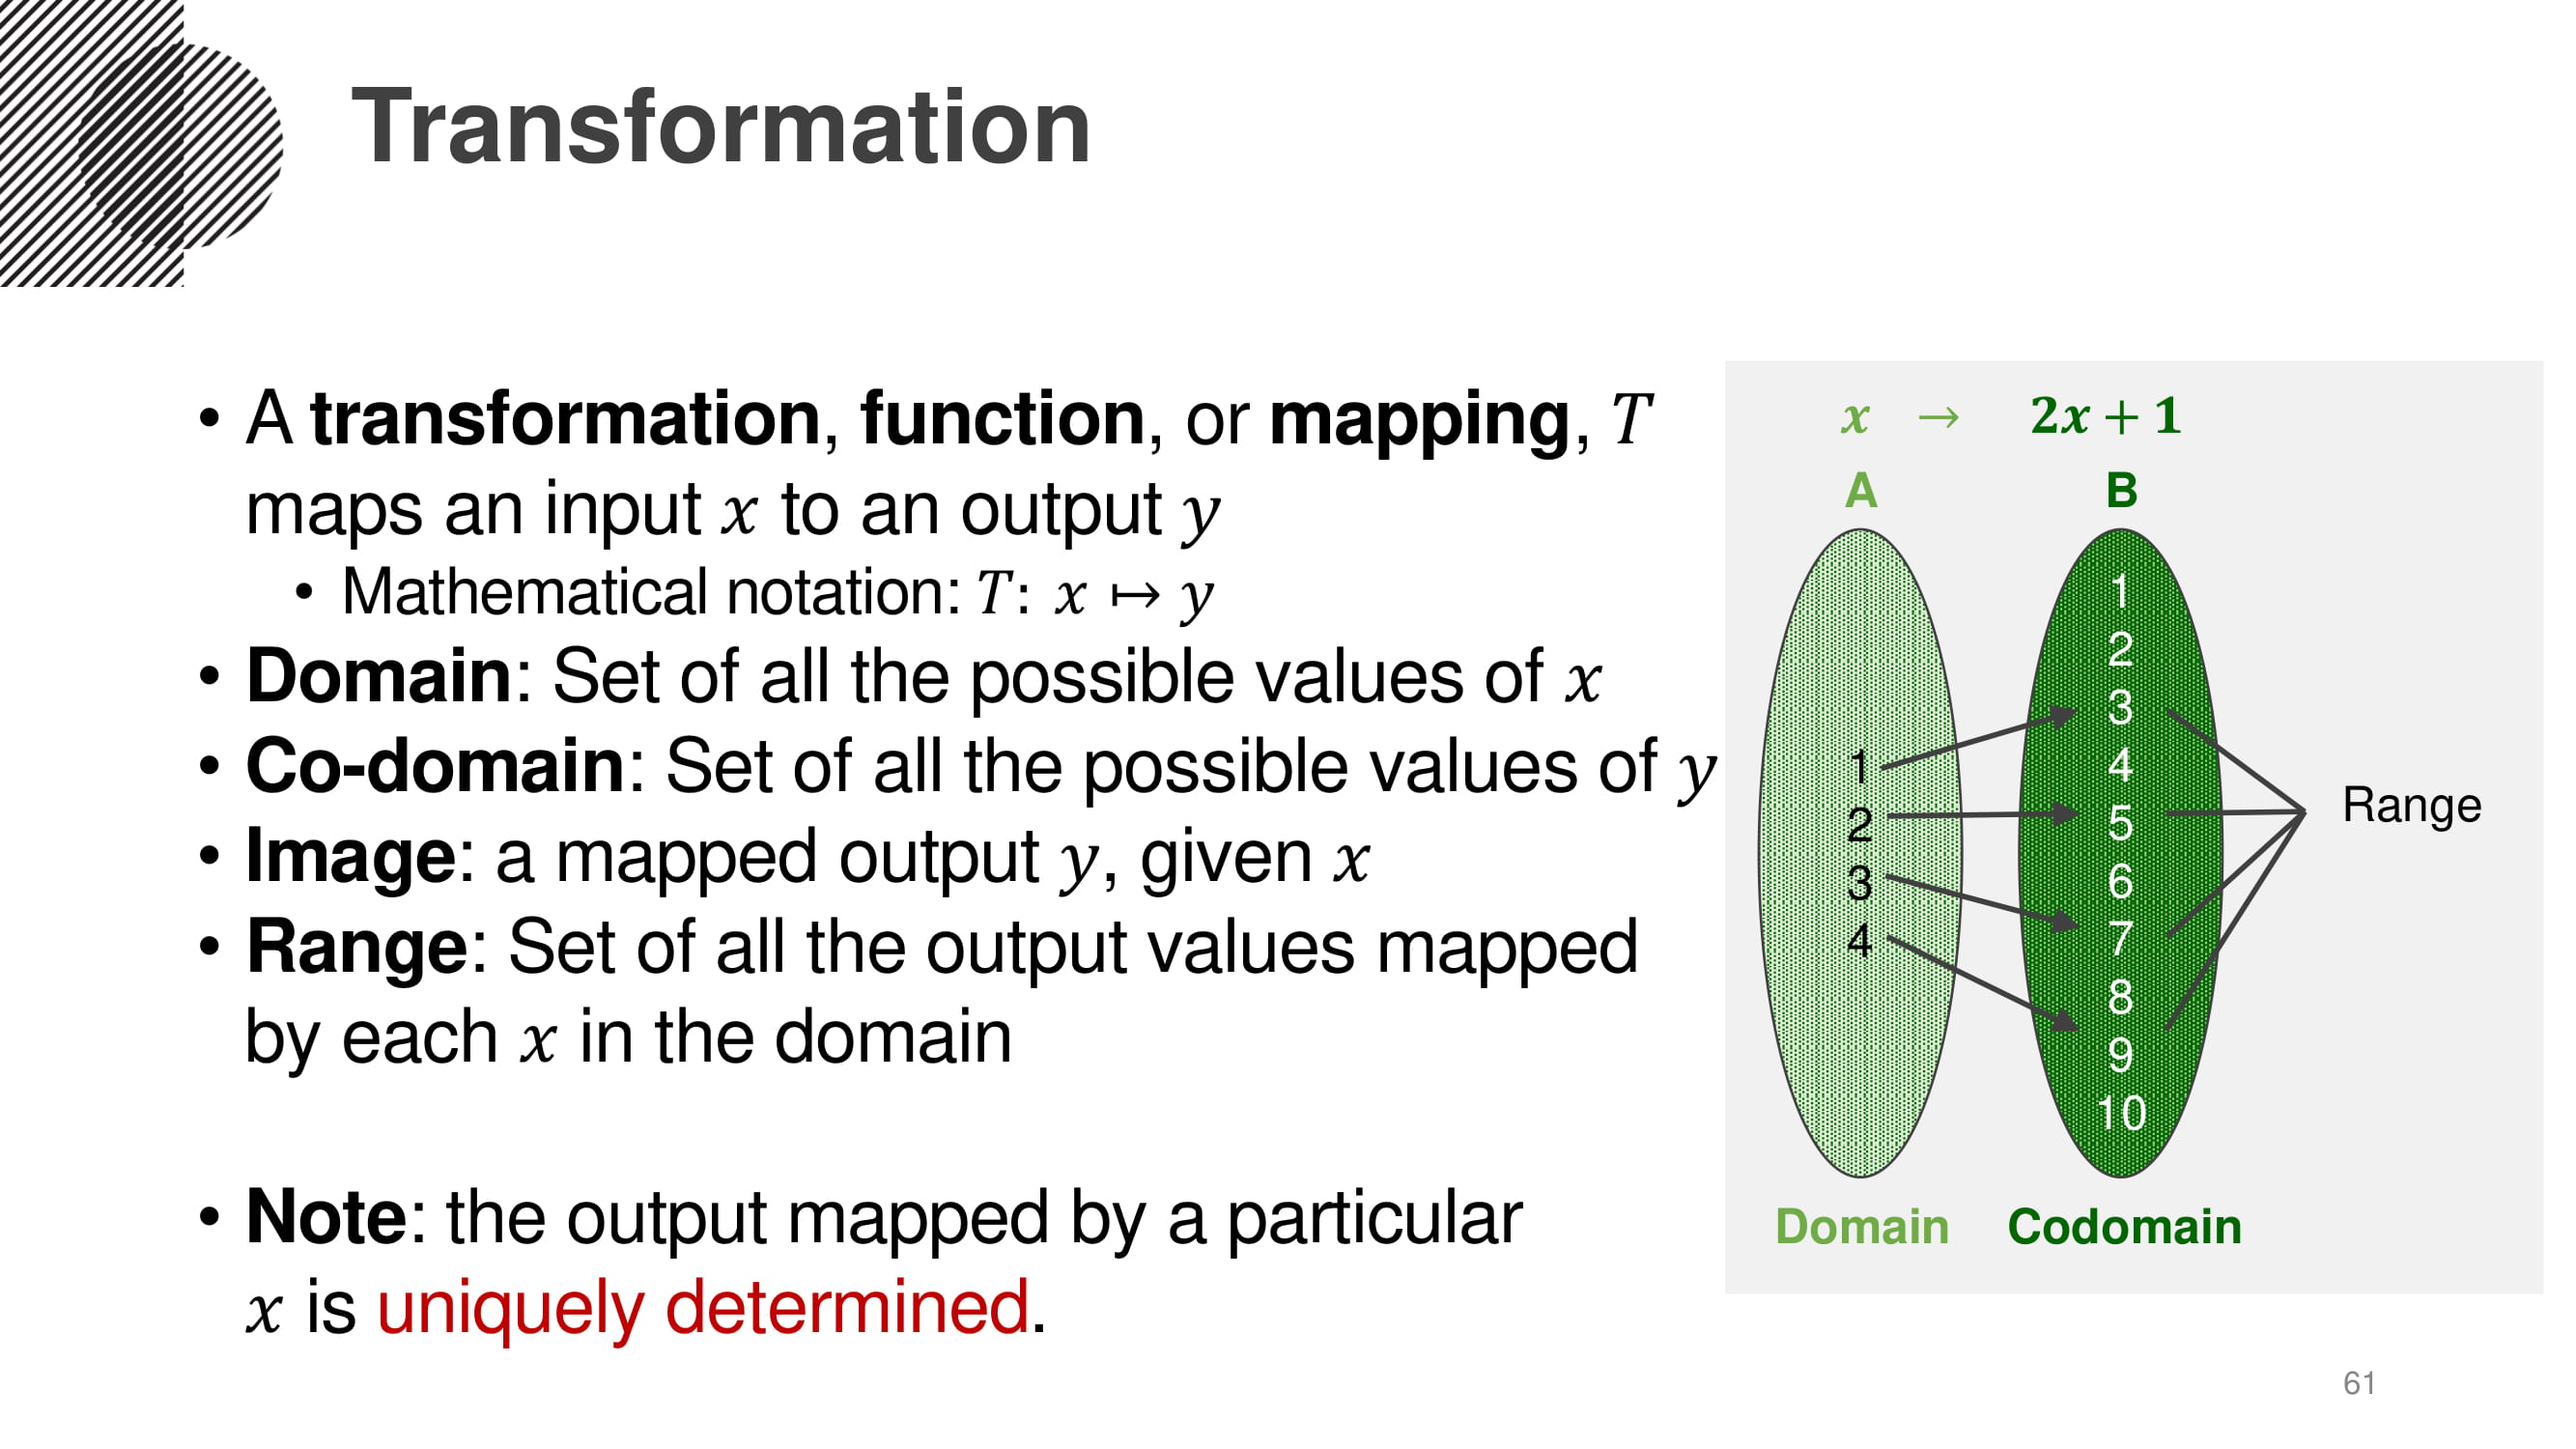 Transformation
• A transformation, function, or mapping, T
maps an input x to an output y
• Mathematical notation: T: x ↦ y
• Domain: Set of all the possible values of x
• Co-domain: Set of all the possible values of y
• Image: a mapped output y, given x
• Range: Set of all the output values mapped
by each x in the domain
• Note: the output mapped by a particular
x is uniquely determined.
x → 2x + 1
A B
1
2
3
4
1
2
3
4
5
6
7
8
9
10
Range
Domain Codomain
61